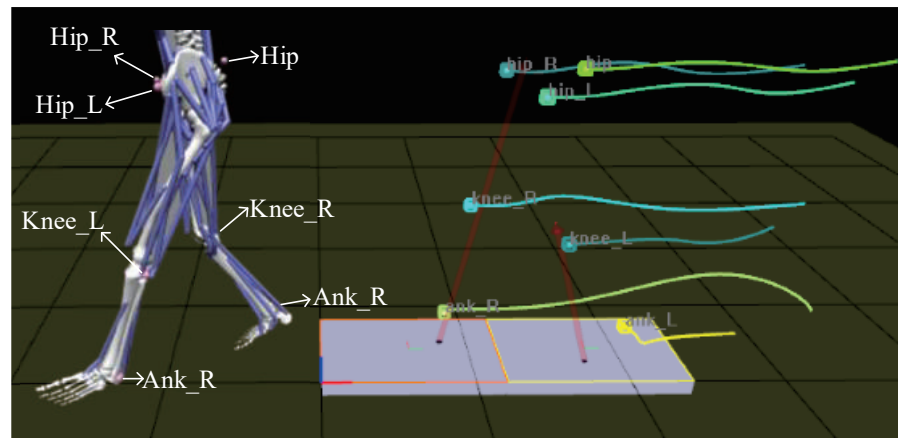 Hip_R
Hip
Hip_L
Knee_L
Knee_R
Ank_R
Ank_R
hip_R
hip
hip_L
knee_R
knee_L
ank_R
ank_L